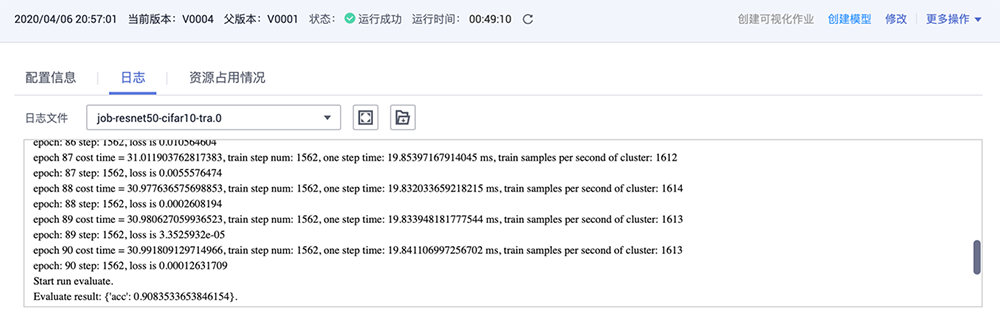 2020/04/06 20:57:01 当前版本：V0004 父版本：V0001 状态： 运行成功 运行时间：00:49:10 创建可视化作业 创建模型 修改 更多操作
配置信息 日志 资源占用情况
日志文件 job-resnet50-cifar10-tra.0
epoch: 86 step: 1562, loss is 0.010564604
epoch 87 cost time = 31.011903762817383, train step num: 1562, one step time: 19.85397167914045 ms, train samples per second of cluster: 1612
epoch: 87 step: 1562, loss is 0.0055576474
epoch 88 cost time = 30.977636575698853, train step num: 1562, one step time: 19.832033659218215 ms, train samples per second of cluster: 1614
epoch: 88 step: 1562, loss is 0.0002608194
epoch 89 cost time = 30.980627059936523, train step num: 1562, one step time: 19.833948181777544 ms, train samples per second of cluster: 1613
epoch: 89 step: 1562, loss is 3.3525932e-05
epoch 90 cost time = 30.991809129714966, train step num: 1562, one step time: 19.841106997256702 ms, train samples per second of cluster: 1613
epoch: 90 step: 1562, loss is 0.00012631709
Start run evaluate.
Evaluate result: {'acc': 0.9083533653846154}.